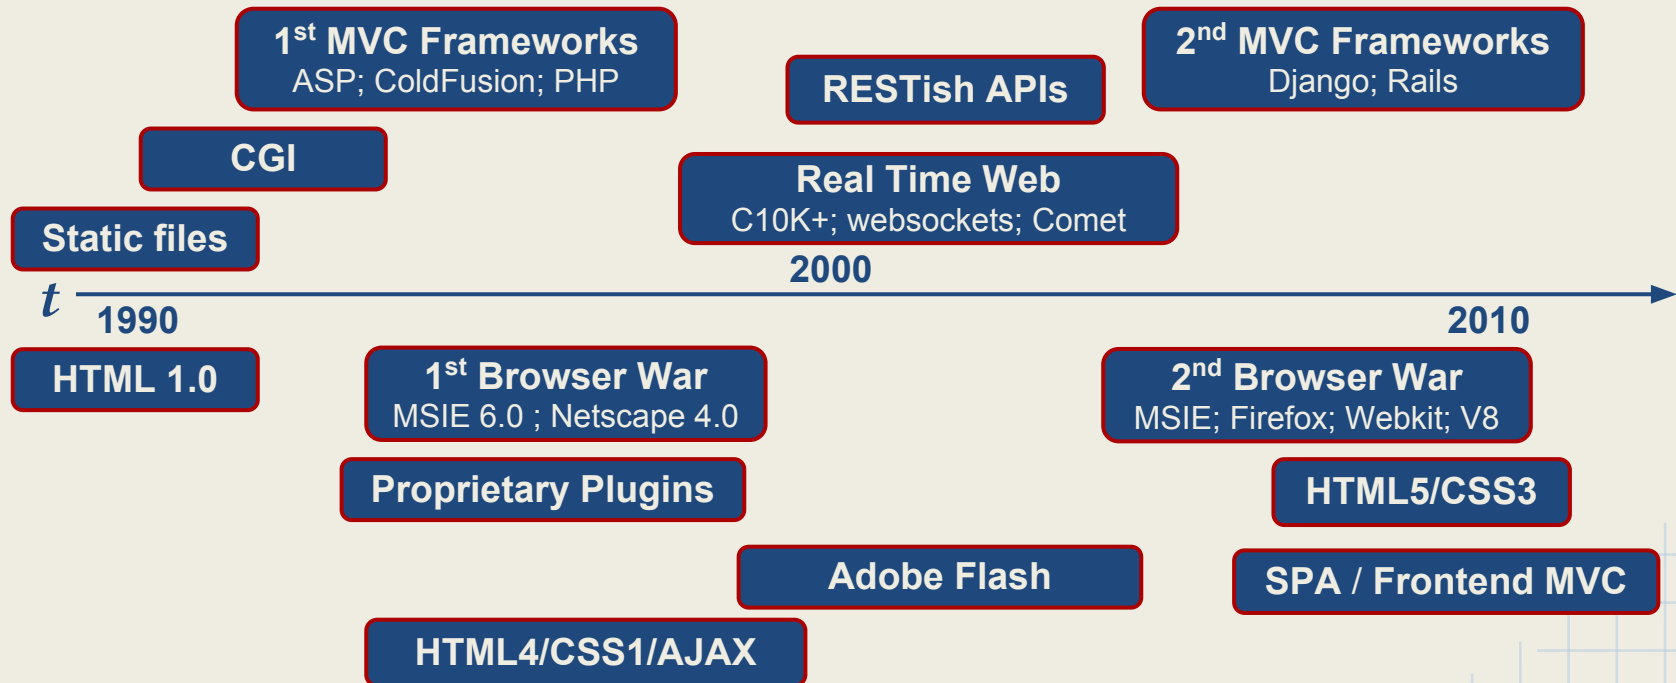 1st MVC Frameworks
ASP; ColdFusion; PHP
2nd MVC Frameworks
Django; Rails
RESTish APIs
CGI
Real Time Web
C10K+; websockets; Comet
Static files
2000
t
1990
2010
HTML 1.0
1st Browser War
MSIE 6.0 ; Netscape 4.0
2nd Browser War
MSIE; Firefox; Webkit; V8
Proprietary Plugins
HTML5/CSS3
Adobe Flash
SPA / Frontend MVC
HTML4/CSS1/AJAX